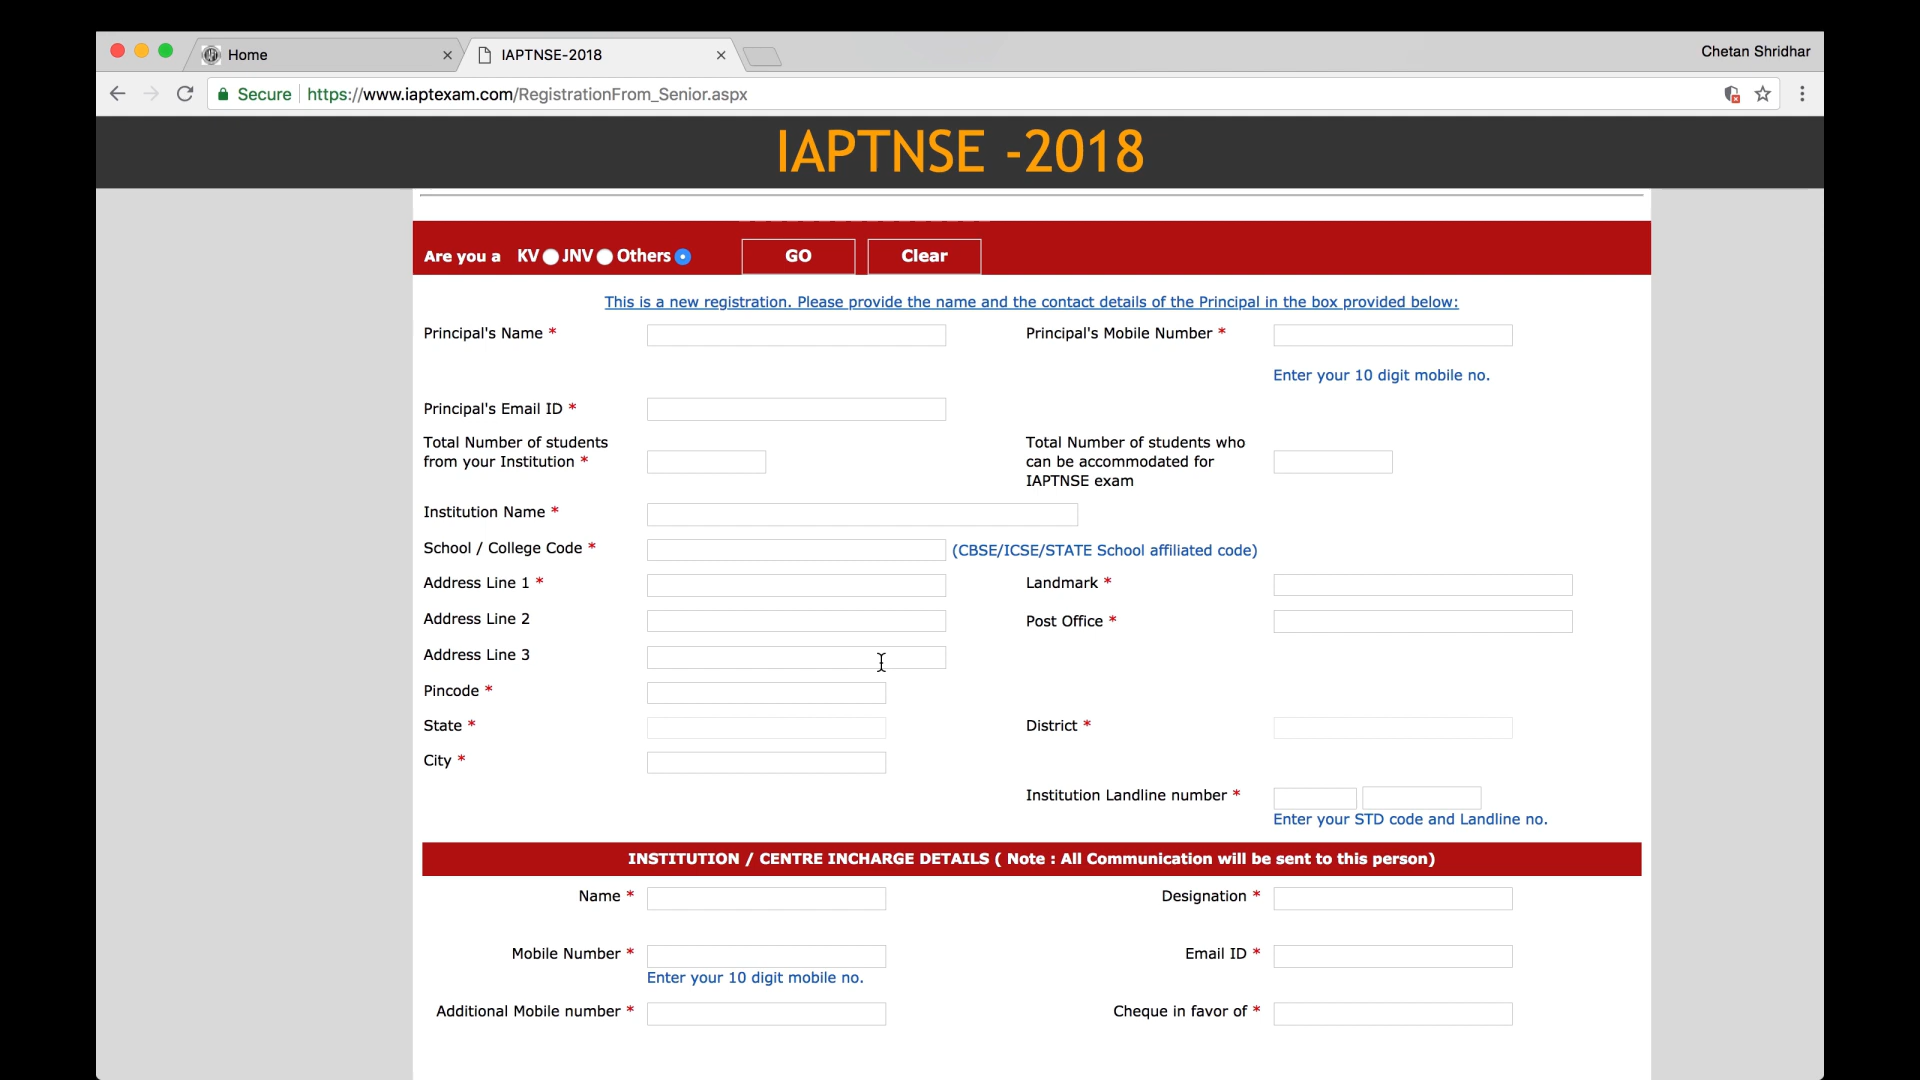 Home
IAPTNSE-2018
Chetan Shridhar
Secure https://www.iaptexam.com/RegistrationFrom_Senior.aspx
IAPTNSE -2018
Are you a KV JNV Others GO Clear
This is a new registration. Please provide the name and the contact details of the Principal in the box provided below:
Principal's Name * Principal's Mobile Number *
Enter your 10 digit mobile no.
Principal's Email ID *
Total Number of students
from your Institution *
Total Number of students who
can be accommodated for
IAPTNSE exam
Institution Name *
School / College Code * (CBSE/ICSE/STATE School affiliated code)
Address Line 1 * Landmark *
Address Line 2 Post Office *
Address Line 3
Pincode *
State * District *
City *
Institution Landline number *
Enter your STD code and Landline no.
INSTITUTION / CENTRE INCHARGE DETAILS ( Note : All Communication will be sent to this person)
Name * Designation *
Mobile Number * Email ID *
Enter your 10 digit mobile no.
Additional Mobile number * Cheque in favor of *